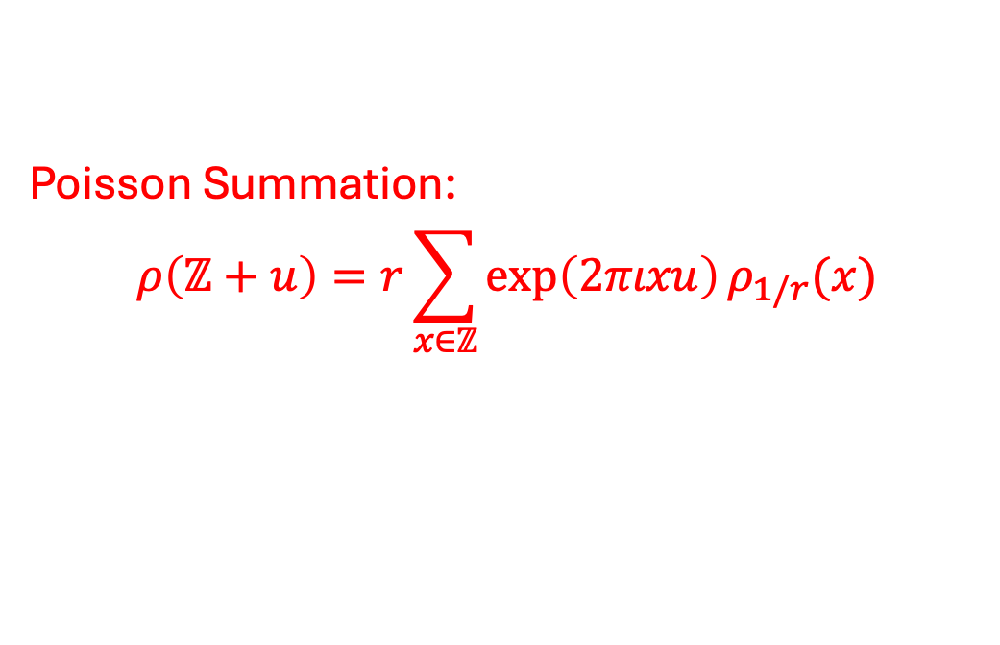 Poisson Summation:
𝜌(ℤ + 𝑢) = 𝑟 ∑_{𝑥∈ℤ} exp(2𝜋𝜄𝑥𝑢) 𝜌_{1/𝑟}(𝑥)